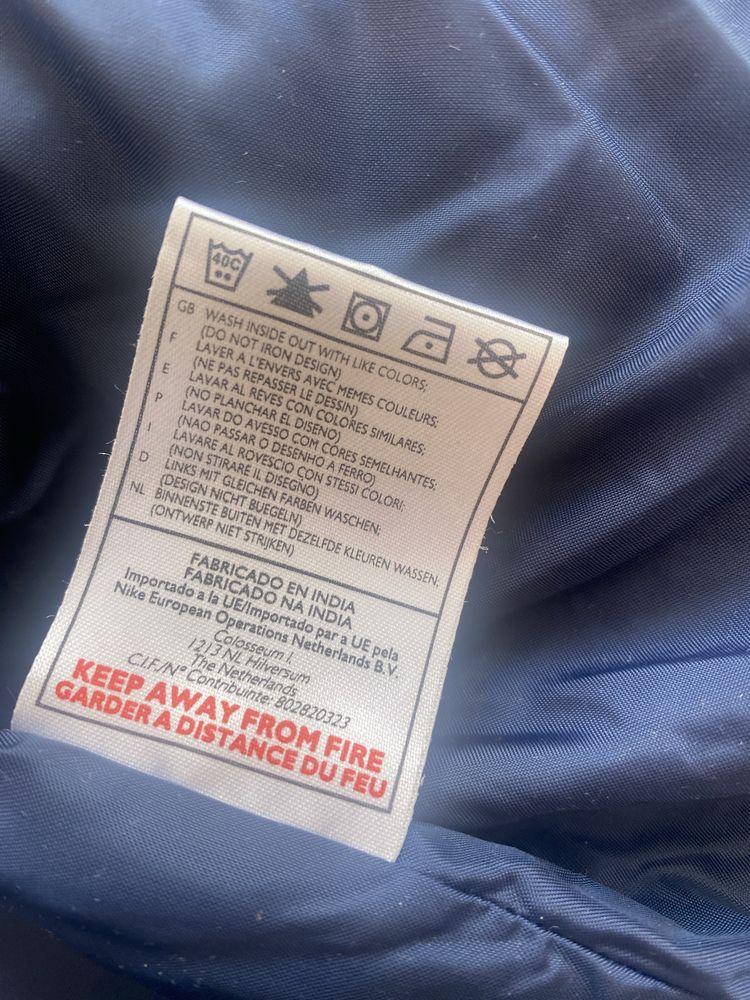 40C
GB WASH INSIDE OUT WITH LIKE COLORS;
(DO NOT IRON DESIGN)
F LAVER A L'ENVERS AVEC MEMES COULEURS;
(NE PAS REPASSER LE DESSIN)
E LAVAR AL REVES CON COLORES SIMILARES;
(NO PLANCHAR EL DISENO)
P LAVAR DO AVESSO COM CORES SEMELHANTES;
(NAO PASSAR O DESENHO A FERRO)
I LAVARE AL ROVESCIO CON STESSI COLORI;
(NON STIRARE IL DISEGNO)
D LINKS MIT GLEICHEN FARBEN WASCHEN;
(DESIGN NICHT BUEGELN)
NL BINNENSTE BUITEN MET DEZELFDE KLEUREN WASSEN;
(ONTWERP NIET STRIJKEN)
FABRICADO EN INDIA
FABRICADO NA INDIA
Importado a la UE/Importado par a UE pela
Nike European Operations Netherlands B.V.
Colosseum I,
1213 NL Hilversum
The Netherlands
C.I.F./N° Contribuinte: 802820323
KEEP AWAY FROM FIRE
GARDER A DISTANCE DU FEU